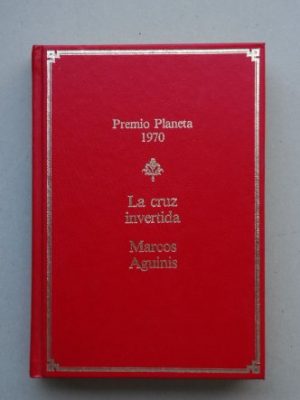 Premio Planeta
1970
La cruz
invertida
Marcos
Aguinis